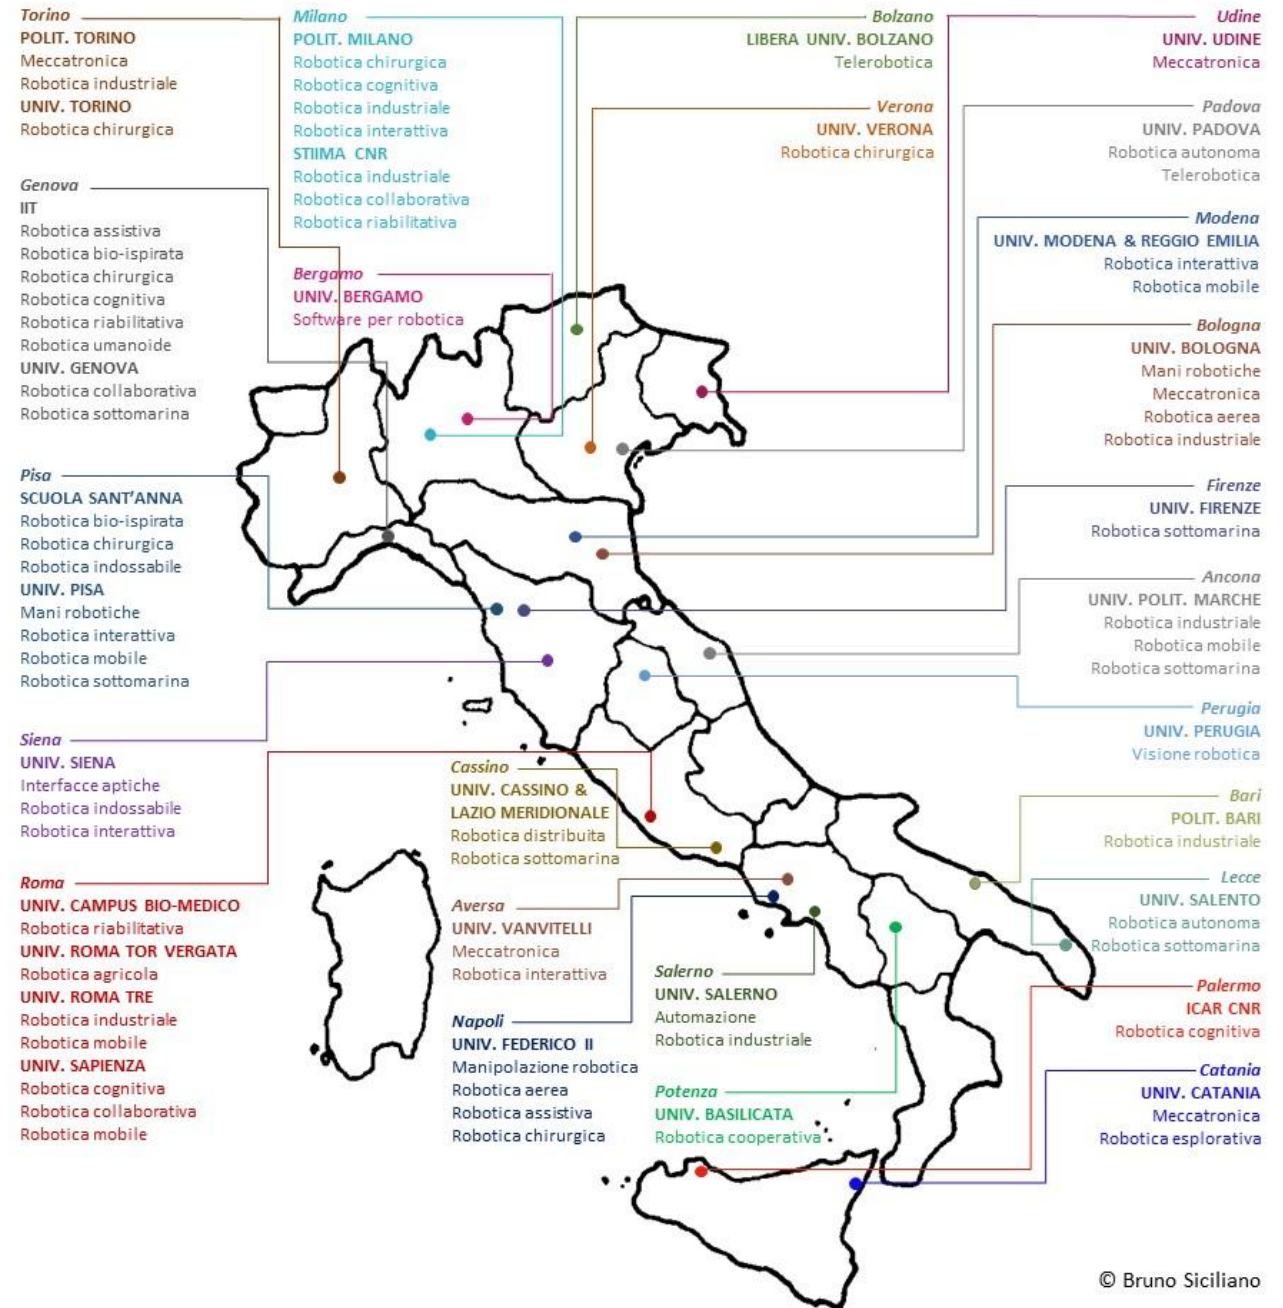 Torino
POLIT. TORINO
Meccatronica
Robotica industriale
UNIV. TORINO
Robotica chirurgica
Milano
POLIT. MILANO
Robotica chirurgica
Robotica cognitiva
Robotica industriale
Robotica interattiva
STIIMA CNR
Robotica industriale
Robotica collaborativa
Robotica riabilitativa
Bolzano
LIBERA UNIV. BOLZANO
Telerobotica
Udine
UNIV. UDINE
Meccatronica
Verona
UNIV. VERONA
Robotica chirurgica
Padova
UNIV. PADOVA
Robotica autonoma
Telerobotica
Genova
IIT
Robotica assistiva
Robotica bio-ispirata
Robotica chirurgica
Robotica cognitiva
Robotica riabilitativa
Robotica umanoide
UNIV. GENOVA
Robotica collaborativa
Robotica sottomarina
Bergamo
UNIV. BERGAMO
Software per robotica
Modena
UNIV. MODENA & REGGIO EMILIA
Robotica interattiva
Robotica mobile
Bologna
UNIV. BOLOGNA
Mani robotiche
Meccatronica
Robotica aerea
Robotica industriale
Pisa
SCUOLA SANT'ANNA
Robotica bio-ispirata
Robotica chirurgica
Robotica indossabile
UNIV. PISA
Mani robotiche
Robotica interattiva
Robotica mobile
Robotica sottomarina
Firenze
UNIV. FIRENZE
Robotica sottomarina
Ancona
UNIV. POLIT. MARCHE
Robotica industriale
Robotica mobile
Robotica sottomarina
Perugia
UNIV. PERUGIA
Visione robotica
Siena
UNIV. SIENA
Interfacce aptiche
Robotica indossabile
Robotica interattiva
Cassino
UNIV. CASSINO &
LAZIO MERIDIONALE
Robotica distribuita
Robotica sottomarina
Bari
POLIT. BARI
Robotica industriale
Lecce
UNIV. SALENTO
Robotica autonoma
Robotica sottomarina
Roma
UNIV. CAMPUS BIO-MEDICO
Robotica riabilitativa
UNIV. ROMA TOR VERGATA
Robotica agricola
UNIV. ROMA TRE
Robotica industriale
Robotica mobile
UNIV. SAPIENZA
Robotica cognitiva
Robotica collaborativa
Robotica mobile
Aversa
UNIV. VANVITELLI
Meccatronica
Robotica interattiva
Napoli
UNIV. FEDERICO II
Manipolazione robotica
Robotica aerea
Robotica assistiva
Robotica chirurgica
Salerno
UNIV. SALERNO
Automazione
Robotica industriale
Potenza
UNIV. BASILICATA
Robotica cooperativa
Palermo
ICAR CNR
Robotica cognitiva
Catania
UNIV. CATANIA
Meccatronica
Robotica esplorativa
© Bruno Siciliano